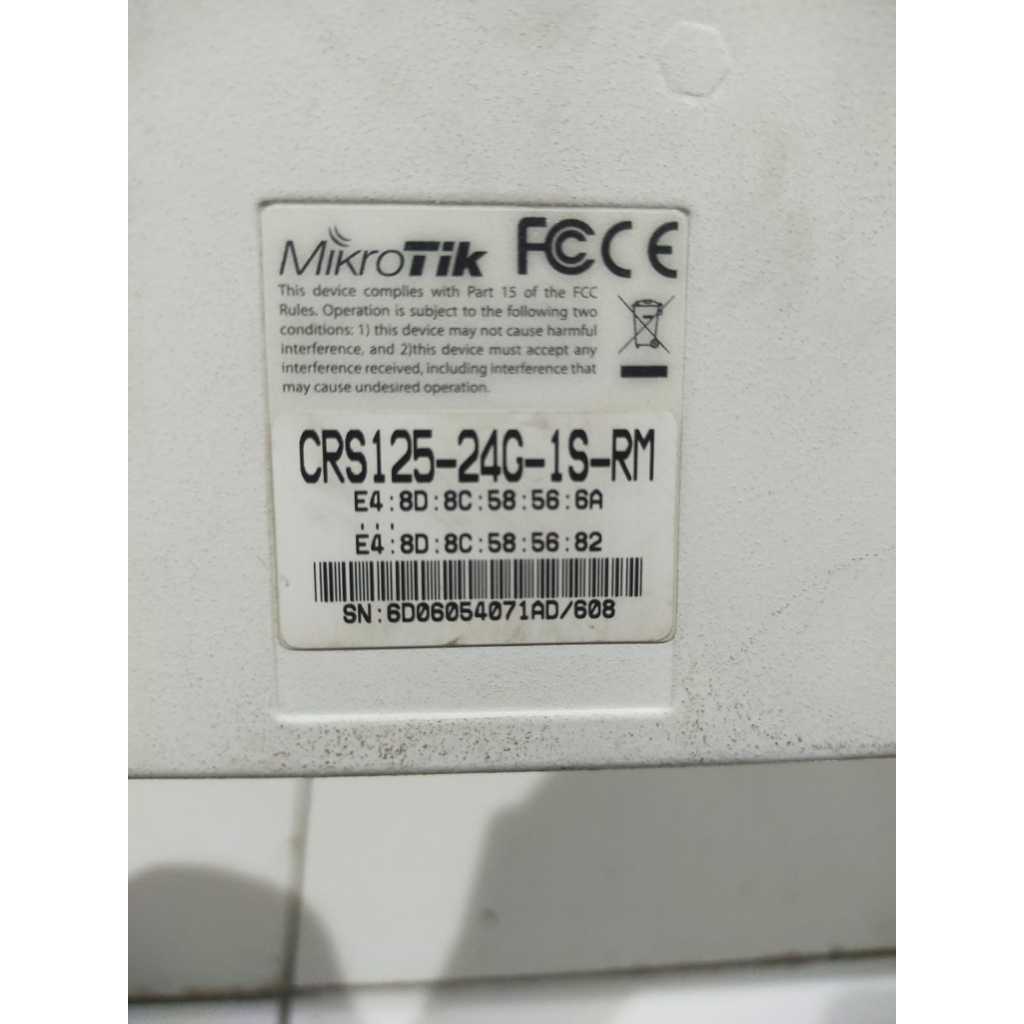 MikroTik FC CE
This device complies with Part 15 of the FCC
Rules. Operation is subject to the following two
conditions: 1) this device may not cause harmful
interference, and 2)this device must accept any
interference received, including interference that
may cause undesired operation.
CRS125-24G-1S-RM
E4:8D:8C:58:56:6A
E4:8D:8C:58:56:82
SN:6D06054071AD/608